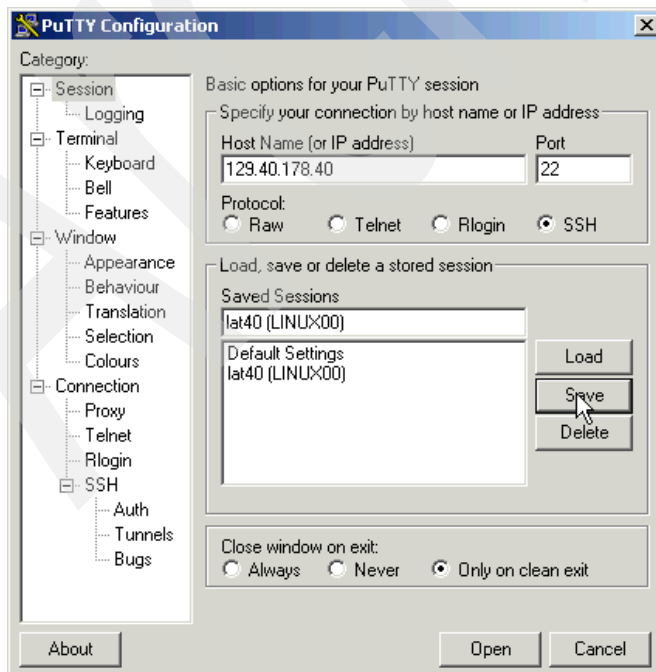 PuTTY Configuration
Category:
Session
Logging
Terminal
Keyboard
Bell
Features
Window
Appearance
Behaviour
Translation
Selection
Colours
Connection
Proxy
Telnet
Rlogin
SSH
Auth
Tunnels
Bugs
Basic options for your PuTTY session
Specify your connection by host name or IP address
Host Name (or IP address) Port
129.40.178.40 22
Protocol:
Raw Telnet Rlogin SSH
Load, save or delete a stored session
Saved Sessions
lat40 (LINUX00)
Default Settings
lat40 (LINUX00)
Load
Save
Delete
Close window on exit:
Always Never Only on clean exit
About Open Cancel